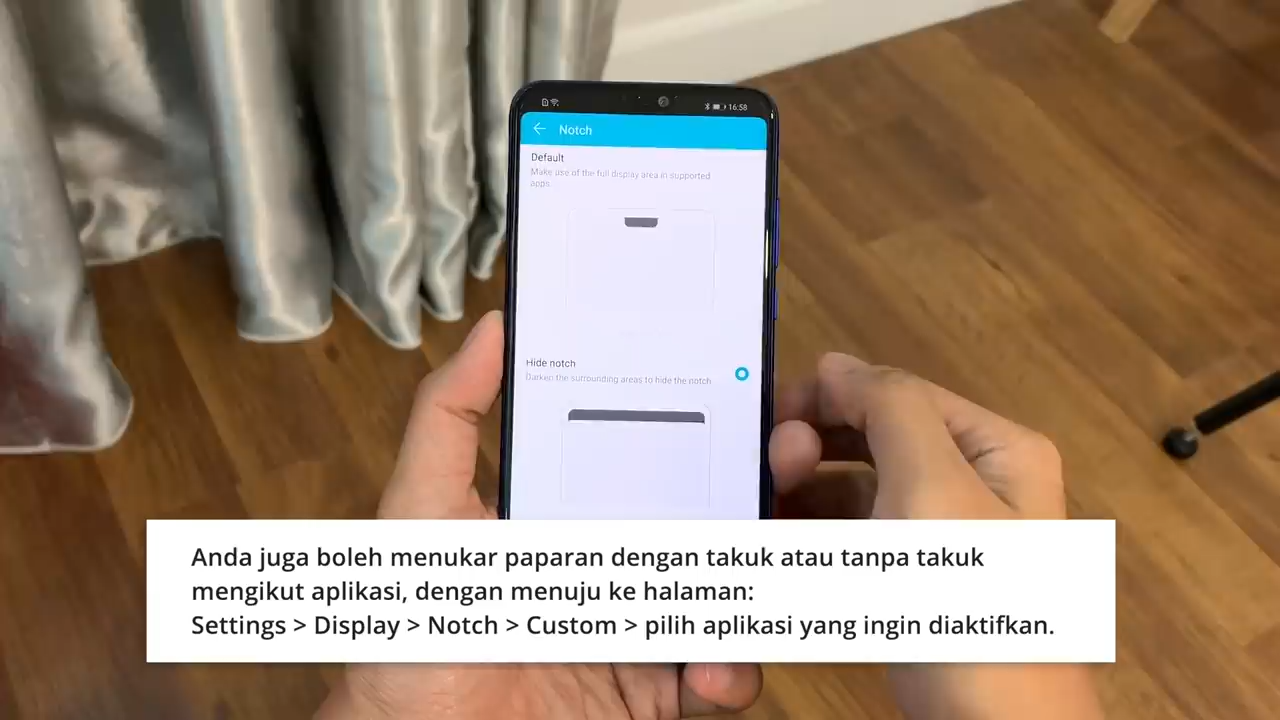 16:58
Notch
Default
Make use of the full display area in supported
apps.
Hide notch
Darken the surrounding areas to hide the notch
Anda juga boleh menukar paparan dengan takuk atau tanpa takuk
mengikut aplikasi, dengan menuju ke halaman:
Settings > Display > Notch > Custom > pilih aplikasi yang ingin diaktifkan.